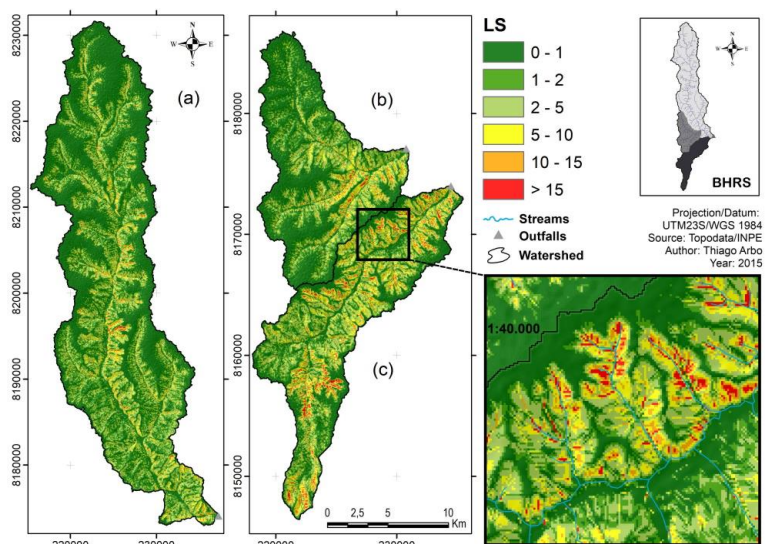 8230000
8220000
8210000
8200000
8190000
8180000
(a)
N
W E
S
8180000
8170000
8160000
8150000
(b)
(c)
0 2,5 5 10
Km
LS
0 - 1
1 - 2
2 - 5
5 - 10
10 - 15
> 15
Streams
Outfalls
Watershed
N
W E
S
BHRS
Projection/Datum:
UTM23S/WGS 1984
Source: Topodata/INPE
Author: Thiago Arbo
Year: 2015
1:40.000